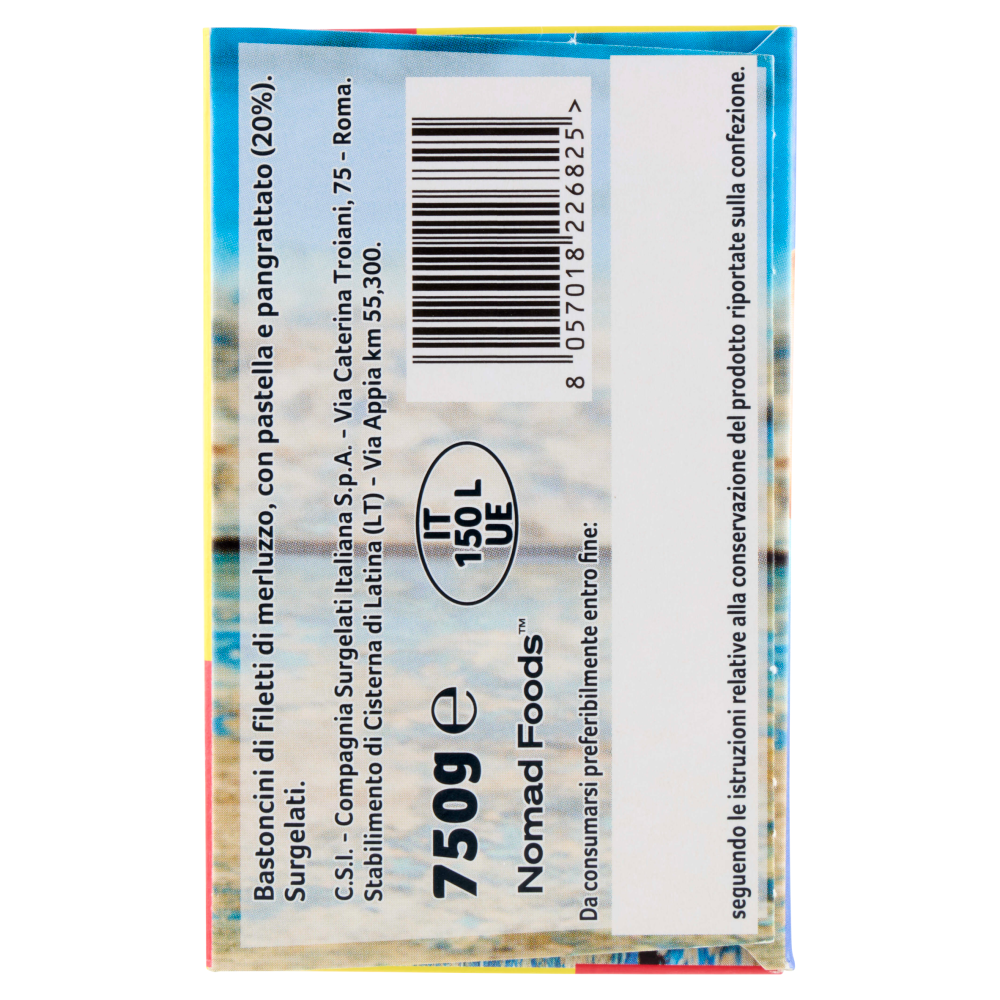 Bastoncini di filetti di merluzzo, con pastella e pangrattato (20%).
Surgelati.
C.S.I. - Compagnia Surgelati Italiana S.p.A. - Via Caterina Troiani, 75 - Roma.
Stabilimento di Cisterna di Latina (LT) - Via Appia km 55,300.
750g e
IT
150 L
UE
8 057018 226825 >
Nomad Foods™
Da consumarsi preferibilmente entro fine:
seguendo le istruzioni relative alla conservazione del prodotto riportate sulla confezione.